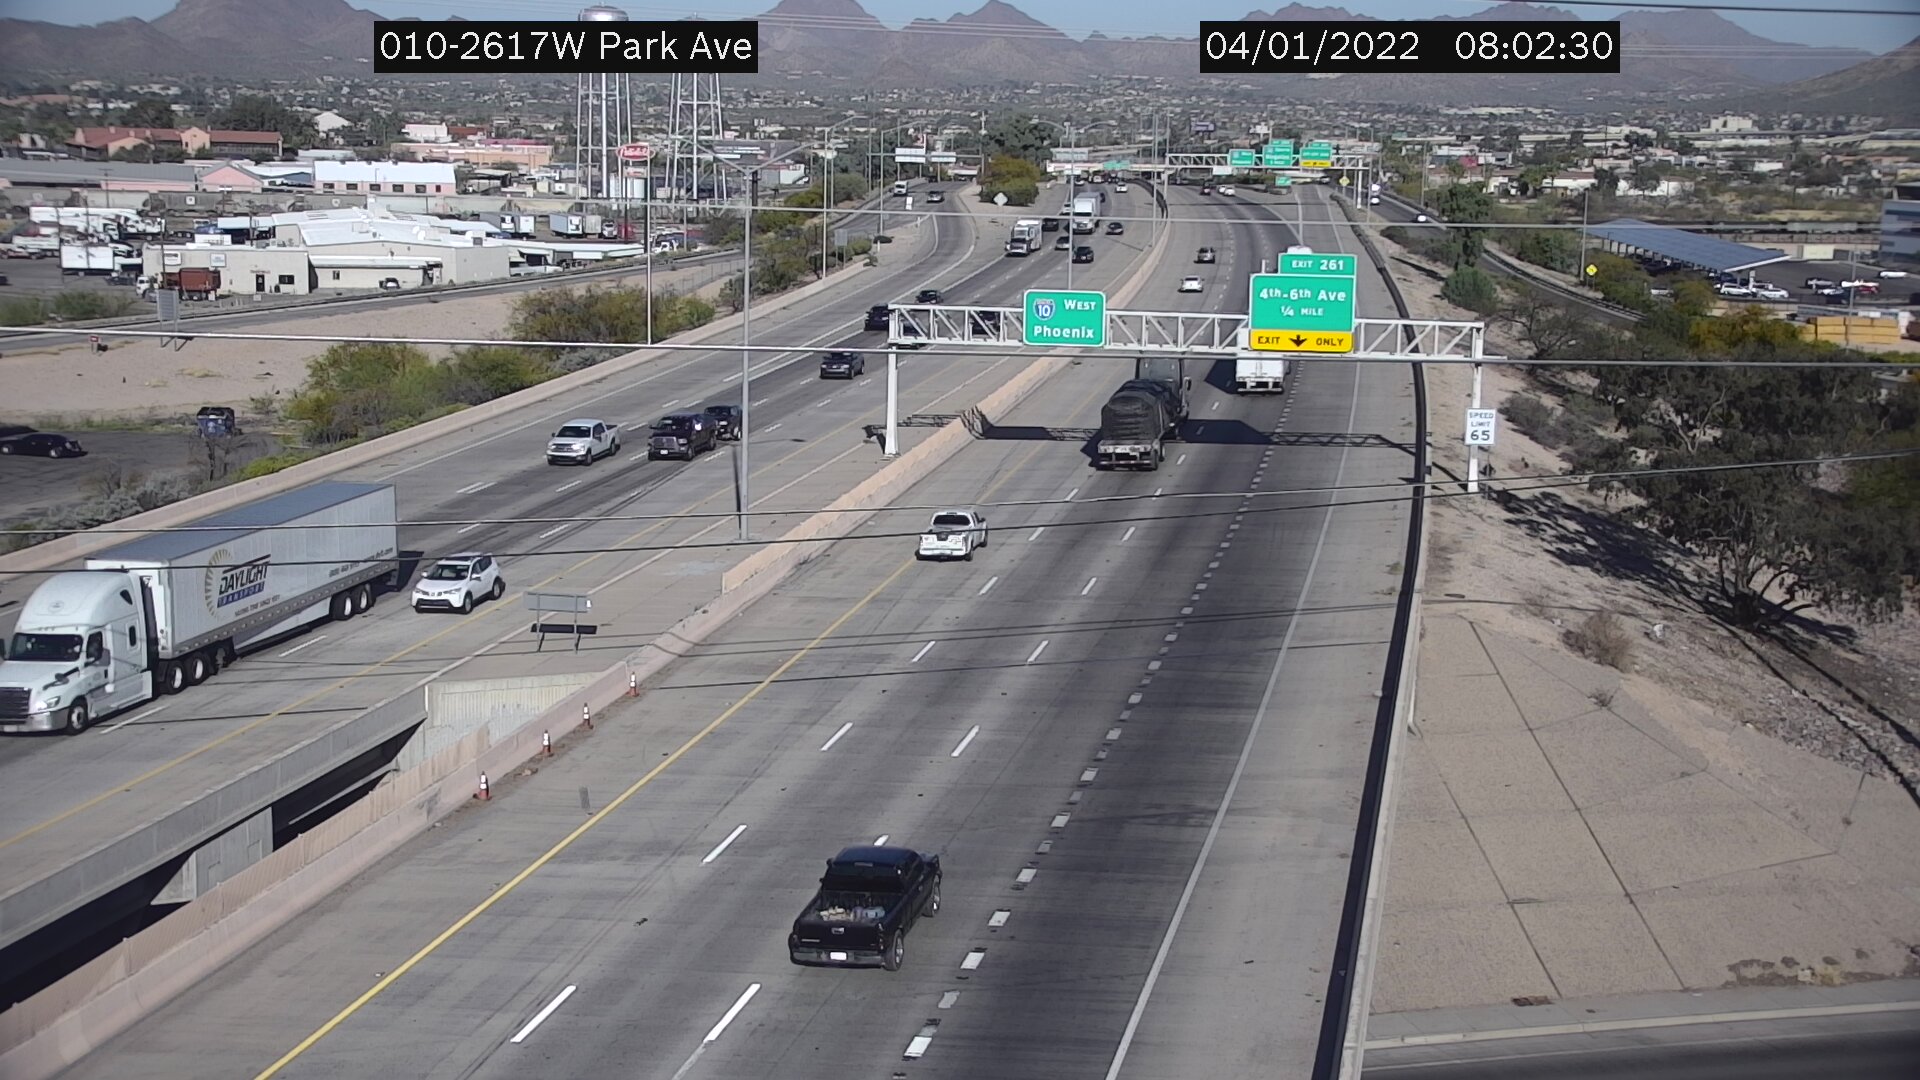 010-2617W Park Ave
04/01/2022 08:02:30
EXIT 261
4th-6th Ave
1/4 MILE
EXIT ONLY
10 WEST
Phoenix
SPEED
LIMIT
65
DAYLIGHT
TRANSPORT